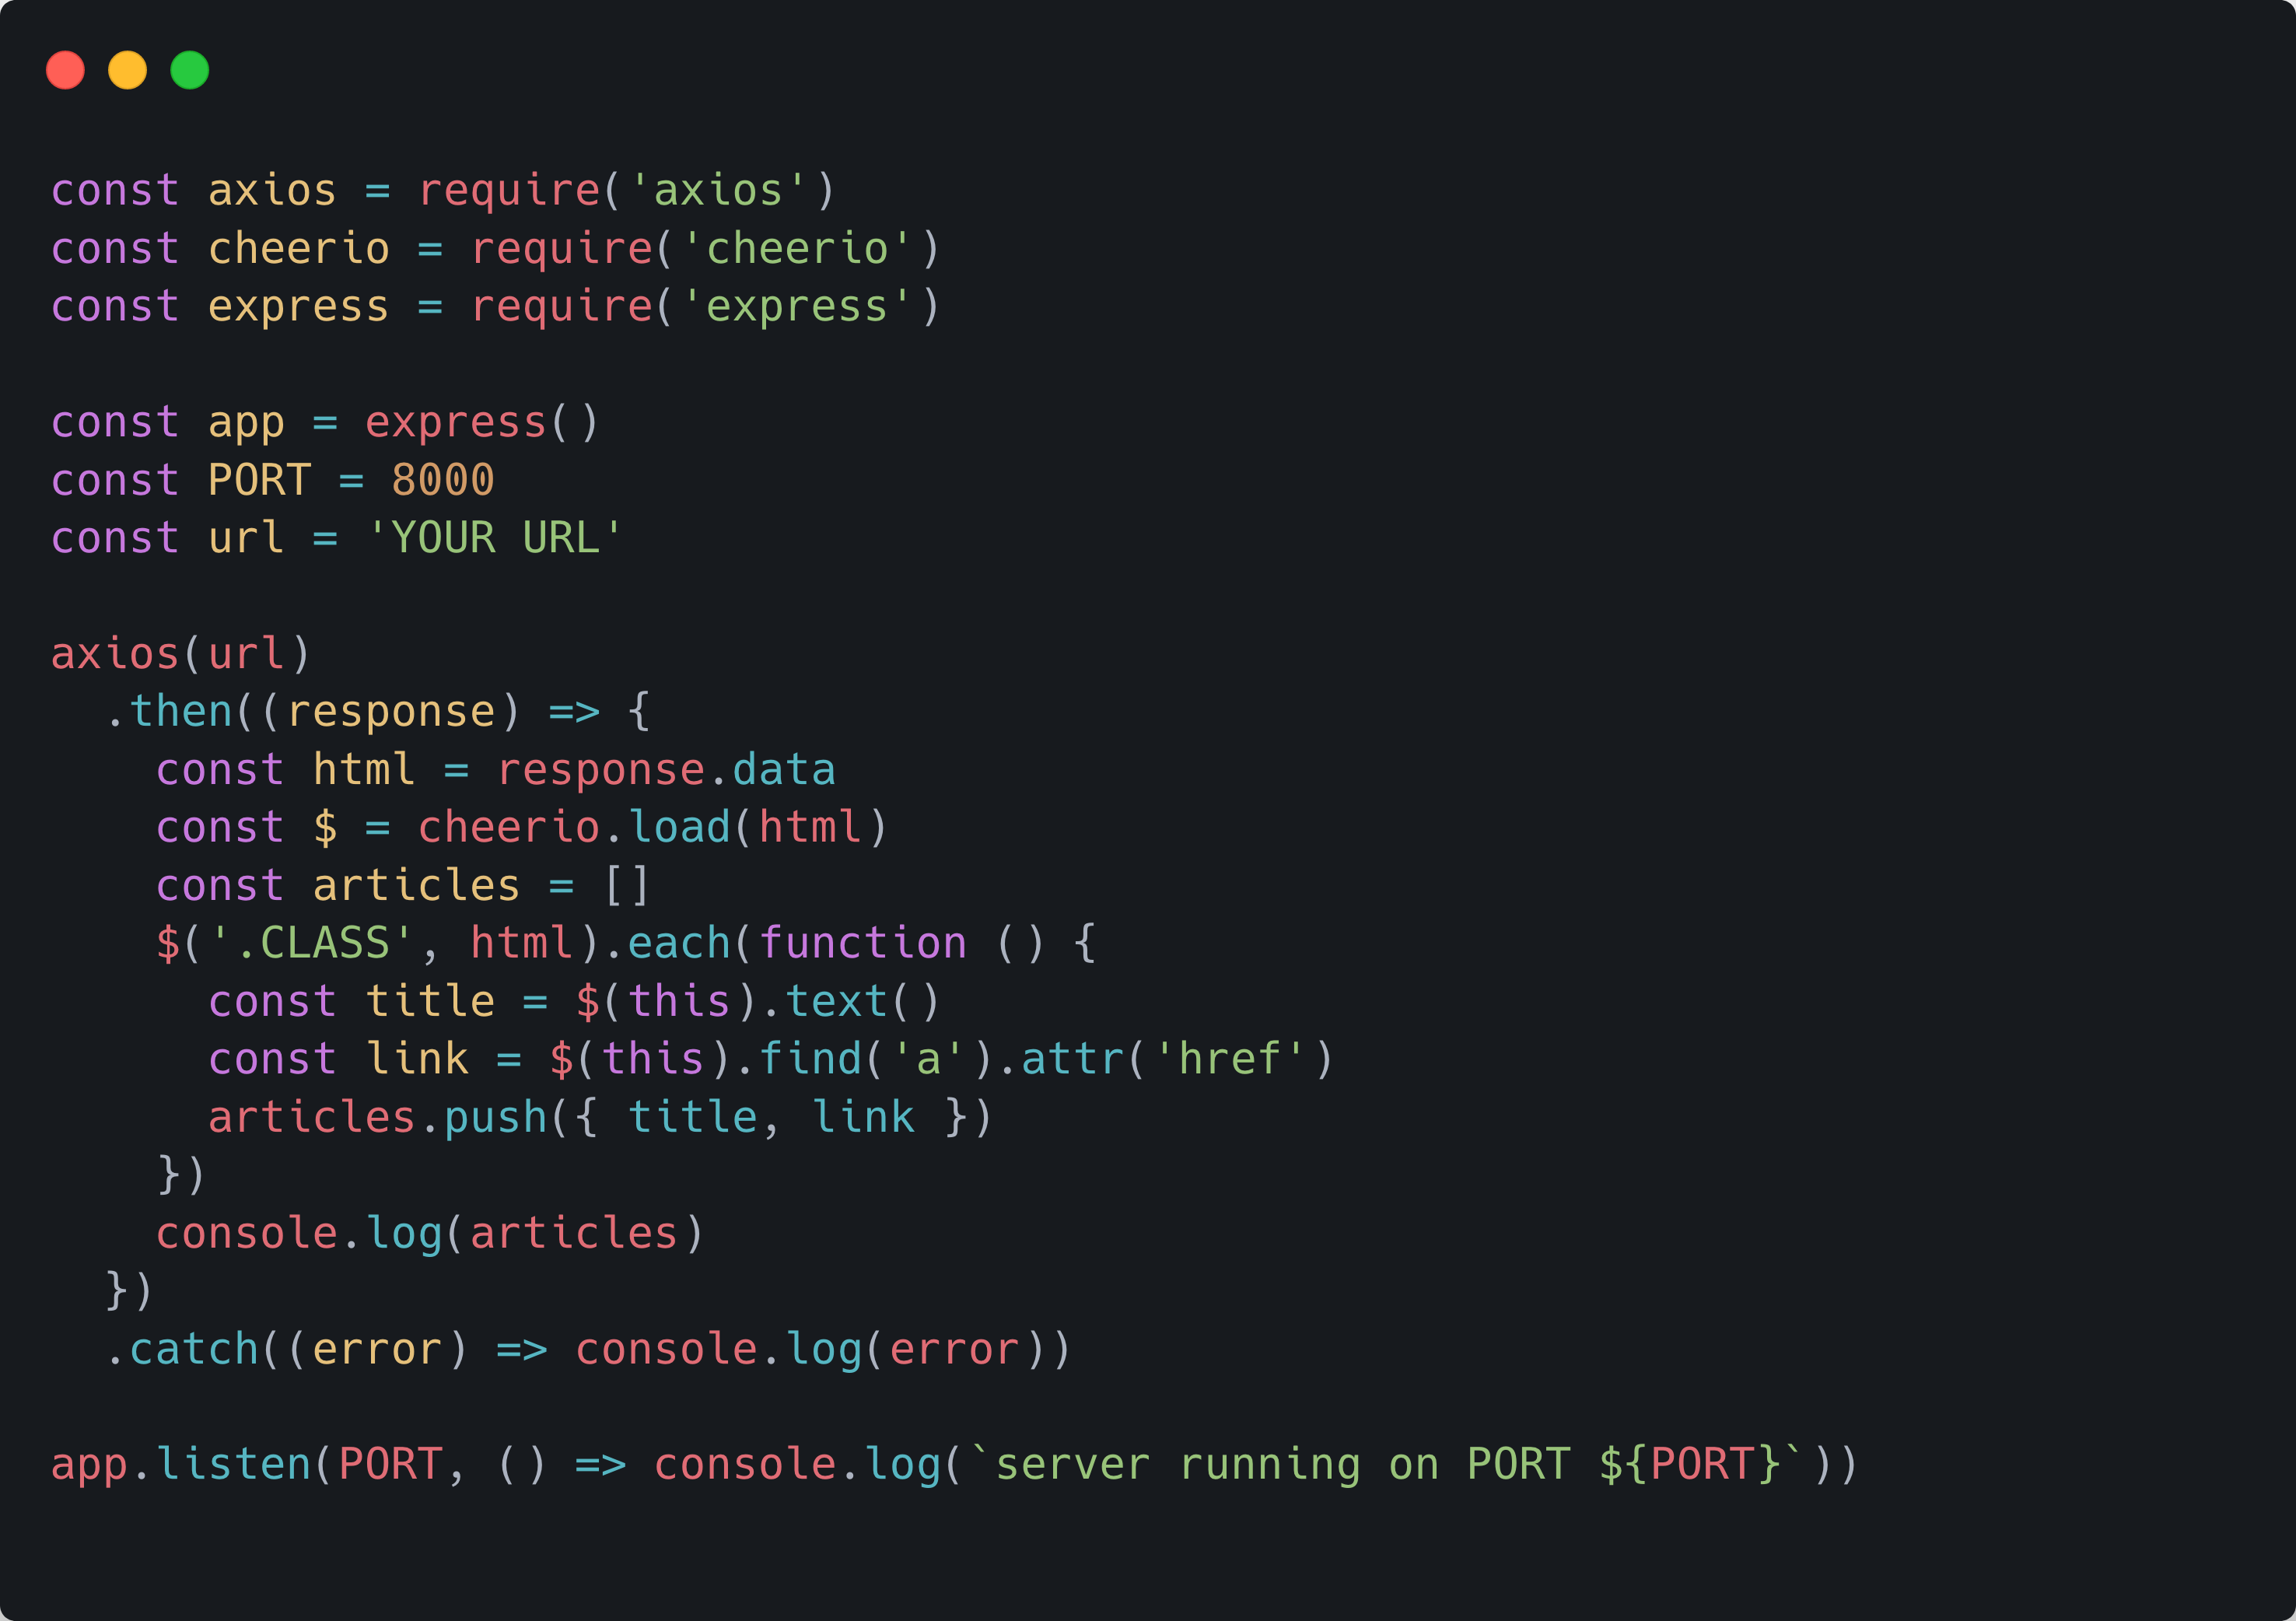 const axios = require('axios')
const cheerio = require('cheerio')
const express = require('express')

const app = express()
const PORT = 8000
const url = 'YOUR URL'

axios(url)
  .then((response) => {
    const html = response.data
    const $ = cheerio.load(html)
    const articles = []
    $('.CLASS', html).each(function () {
      const title = $(this).text()
      const link = $(this).find('a').attr('href')
      articles.push({ title, link })
    })
    console.log(articles)
  })
  .catch((error) => console.log(error))

app.listen(PORT, () => console.log(`server running on PORT ${PORT}`))